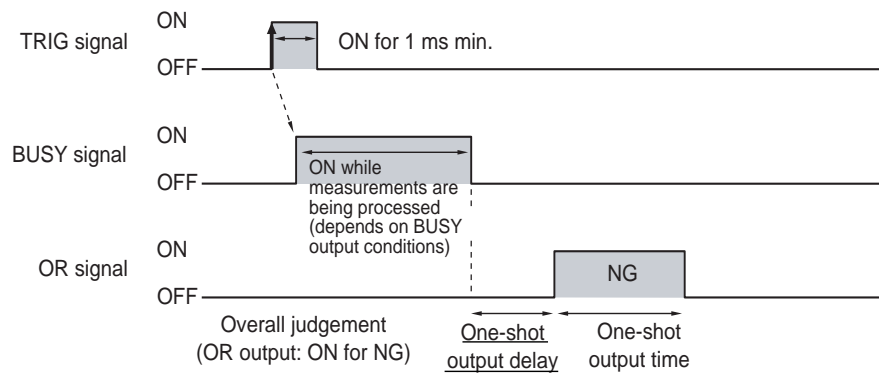 ON
TRIG signal
ON for 1 ms min.
OFF
ON
BUSY signal
OFF
ON while
measurements are
being processed
(depends on BUSY
output conditions)
ON
OR signal
NG
OFF
Overall judgement
(OR output: ON for NG)
One-shot
output delay
One-shot
output time